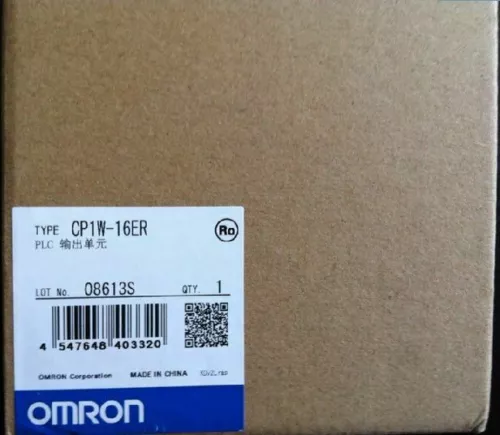 TYPE CP1W-16ER
Ro
PLC 输出单元
LOT No. 08613S QTY. 1
4 547648 403320
OMRON Corporation MADE IN CHINA
OMRON